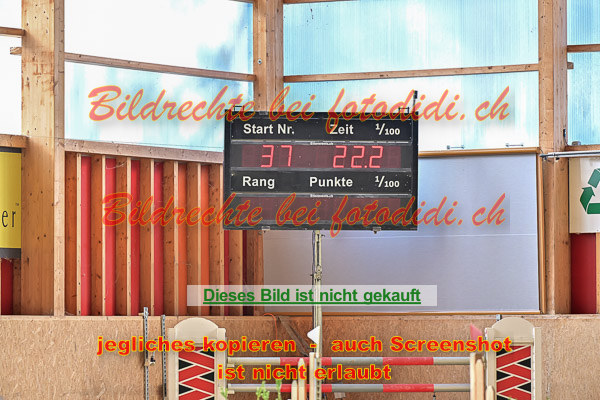 Bildrechte bei fotodidi.ch
Start Nr. Zeit 1/100
37 22.2
Rang Punkte 1/100
Bildrechte bei fotodidi.ch
er
Dieses Bild ist nicht gekauft
jegliches kopieren - auch Screenshot
ist nicht erlaubt